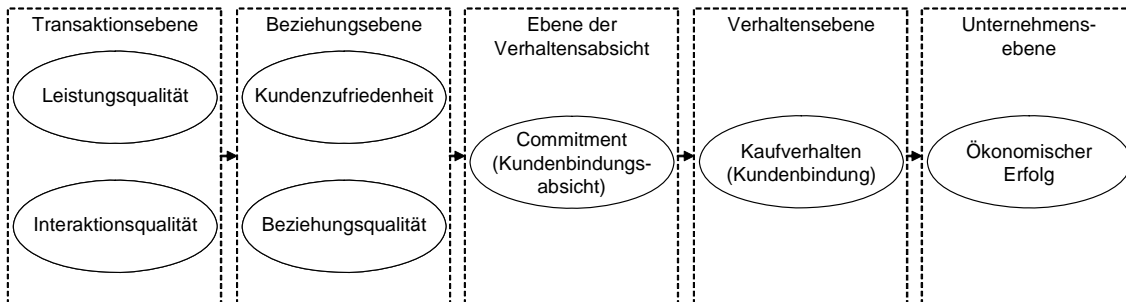 Transaktionsebene
Leistungsqualität
Interaktionsqualität
Beziehungsebene
Kundenzufriedenheit
Beziehungsqualität
Ebene der
Verhaltensabsicht
Commitment
(Kundenbindungs-
absicht)
Verhaltensebene
Kaufverhalten
(Kundenbindung)
Unternehmens-
ebene
Ökonomischer
Erfolg